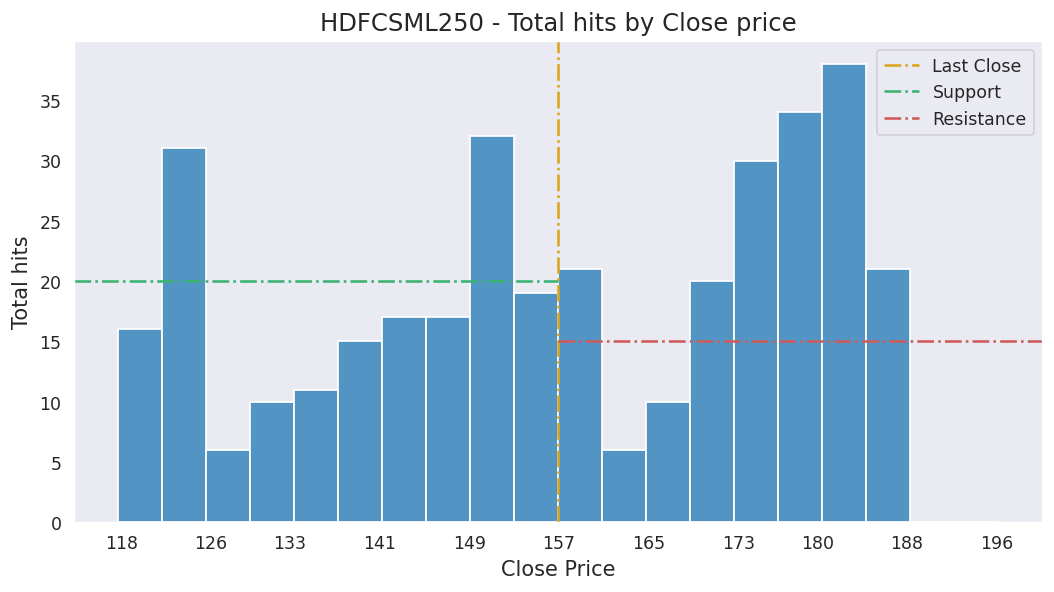 HDFCSML250 - Total hits by Close price
Last Close
Support
Resistance
Total hits
35
30
25
20
15
10
5
0
118 126 133 141 149 157 165 173 180 188 196
Close Price